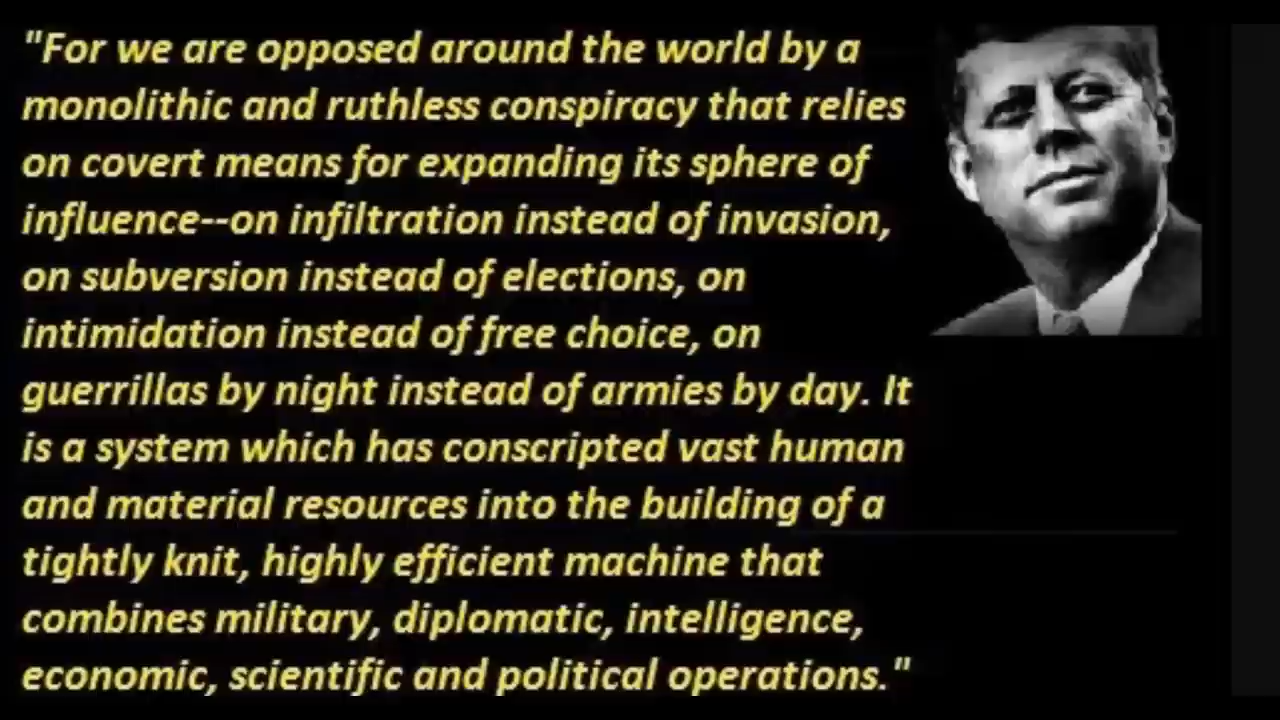 "For we are opposed around the world by a
monolithic and ruthless conspiracy that relies
on covert means for expanding its sphere of
influence--on infiltration instead of invasion,
on subversion instead of elections, on
intimidation instead of free choice, on
guerrillas by night instead of armies by day. It
is a system which has conscripted vast human
and material resources into the building of a
tightly knit, highly efficient machine that
combines military, diplomatic, intelligence,
economic, scientific and political operations."